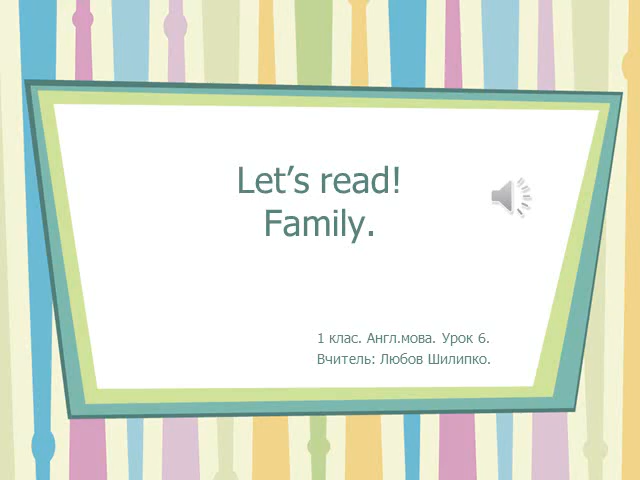 Let’s read!
Family.
1 клас. Англ.мова. Урок 6.
Вчитель: Любов Шилипко.